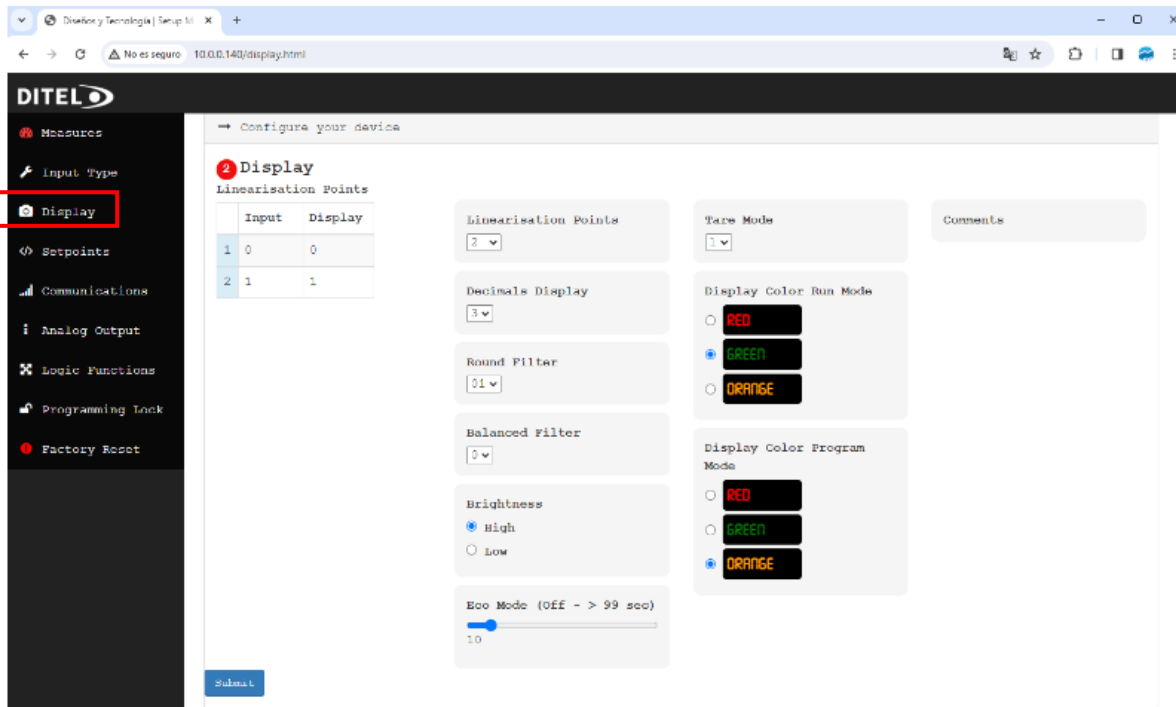 Diseños y Tecnología | Setup M
No es seguro 10.0.0.140/display.html
DITEL
Measures
Input Type
Display
Setpoints
Communications
Analog Output
Logic Functions
Programming Lock
Factory Reset
→ Configure your device
2 Display
Linearisation Points
Input Display
1 0 0
2 1 1
Linearisation Points
2
Decimals Display
3
Round Filter
01
Balanced Filter
0
Brightness
High
Low
Eco Mode (Off - > 99 sec)
10
Tare Mode
1
Display Color Run Mode
RED
GREEN
ORANGE
Display Color Program
Mode
RED
GREEN
ORANGE
Comments
Submit